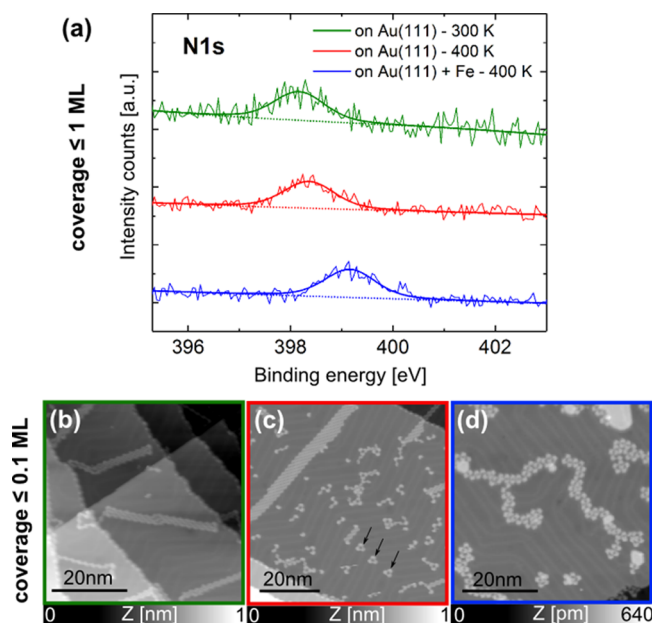 (a)
N1s
on Au(111) - 300 K
on Au(111) - 400 K
on Au(111) + Fe - 400 K
coverage ≤ 1 ML
Intensity counts [a.u.]
396 398 400 402
Binding energy [eV]
coverage ≤ 0.1 ML
(b) (c) (d)
20nm 20nm 20nm
0 Z [nm] 1 0 Z [nm] 1 0 Z [pm] 640